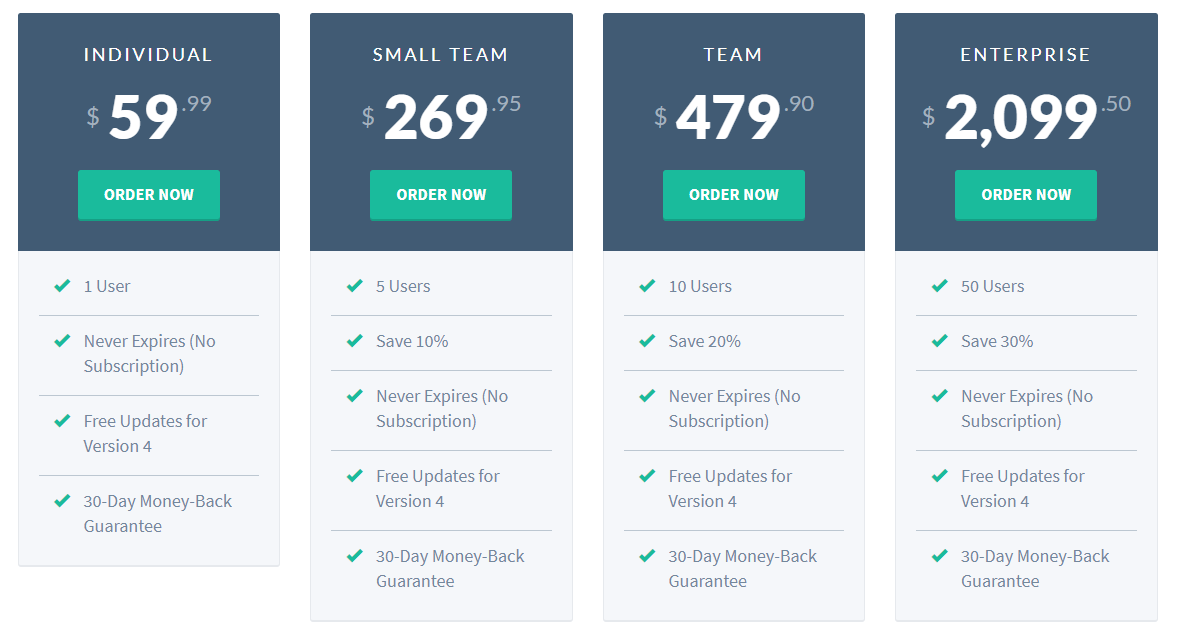 INDIVIDUAL
$ 59.99
ORDER NOW
1 User
Never Expires (No
Subscription)
Free Updates for
Version 4
30-Day Money-Back
Guarantee
SMALL TEAM
$ 269.95
ORDER NOW
5 Users
Save 10%
Never Expires (No
Subscription)
Free Updates for
Version 4
30-Day Money-Back
Guarantee
TEAM
$ 479.90
ORDER NOW
10 Users
Save 20%
Never Expires (No
Subscription)
Free Updates for
Version 4
30-Day Money-Back
Guarantee
ENTERPRISE
$ 2,099.50
ORDER NOW
50 Users
Save 30%
Never Expires (No
Subscription)
Free Updates for
Version 4
30-Day Money-Back
Guarantee